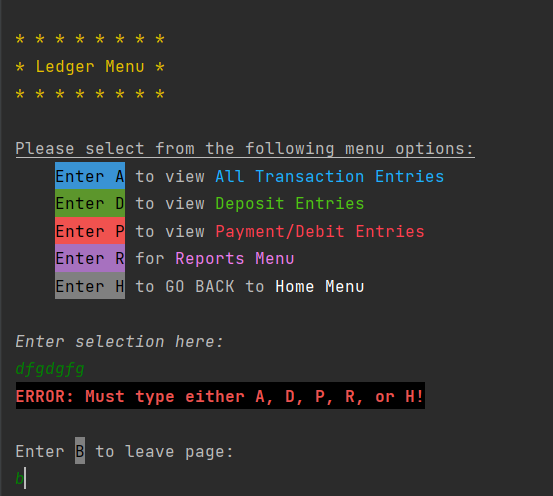 * * * * * * * *
* Ledger Menu *
* * * * * * * *
Please select from the following menu options:
Enter A to view All Transaction Entries
Enter D to view Deposit Entries
Enter P to view Payment/Debit Entries
Enter R for Reports Menu
Enter H to GO BACK to Home Menu
Enter selection here:
dfgdgfg
ERROR: Must type either A, D, P, R, or H!
Enter B to leave page:
b